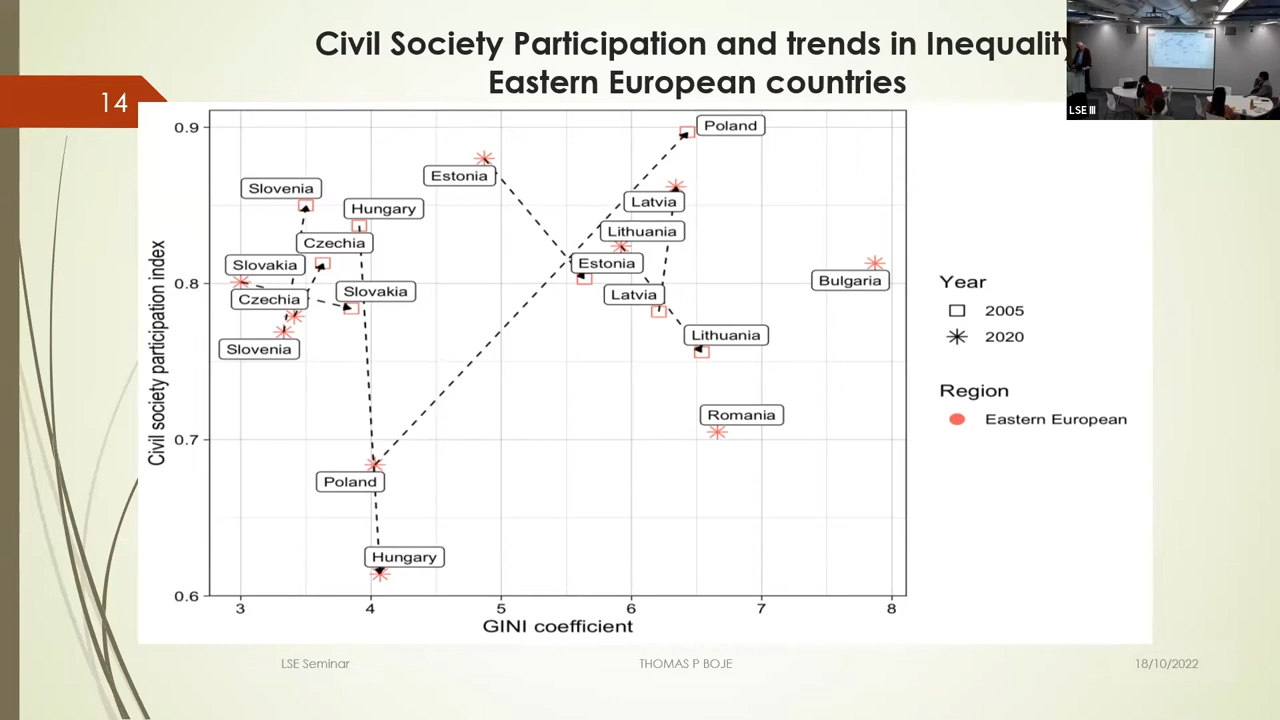 Civil Society Participation and trends in Inequality
Eastern European countries
14
LSE III
Civil society participation index
0.9
0.8
0.7
0.6
Poland
Estonia
Slovenia
Latvia
Hungary
Lithuania
Czechia
Slovakia
Estonia
Bulgaria
Slovakia
Latvia
Czechia
Lithuania
Slovenia
Romania
Poland
Hungary
3 4 5 6 7 8
GINI coefficient
Year
2005
2020
Region
Eastern European
LSE Seminar THOMAS P BOJE 18/10/2022